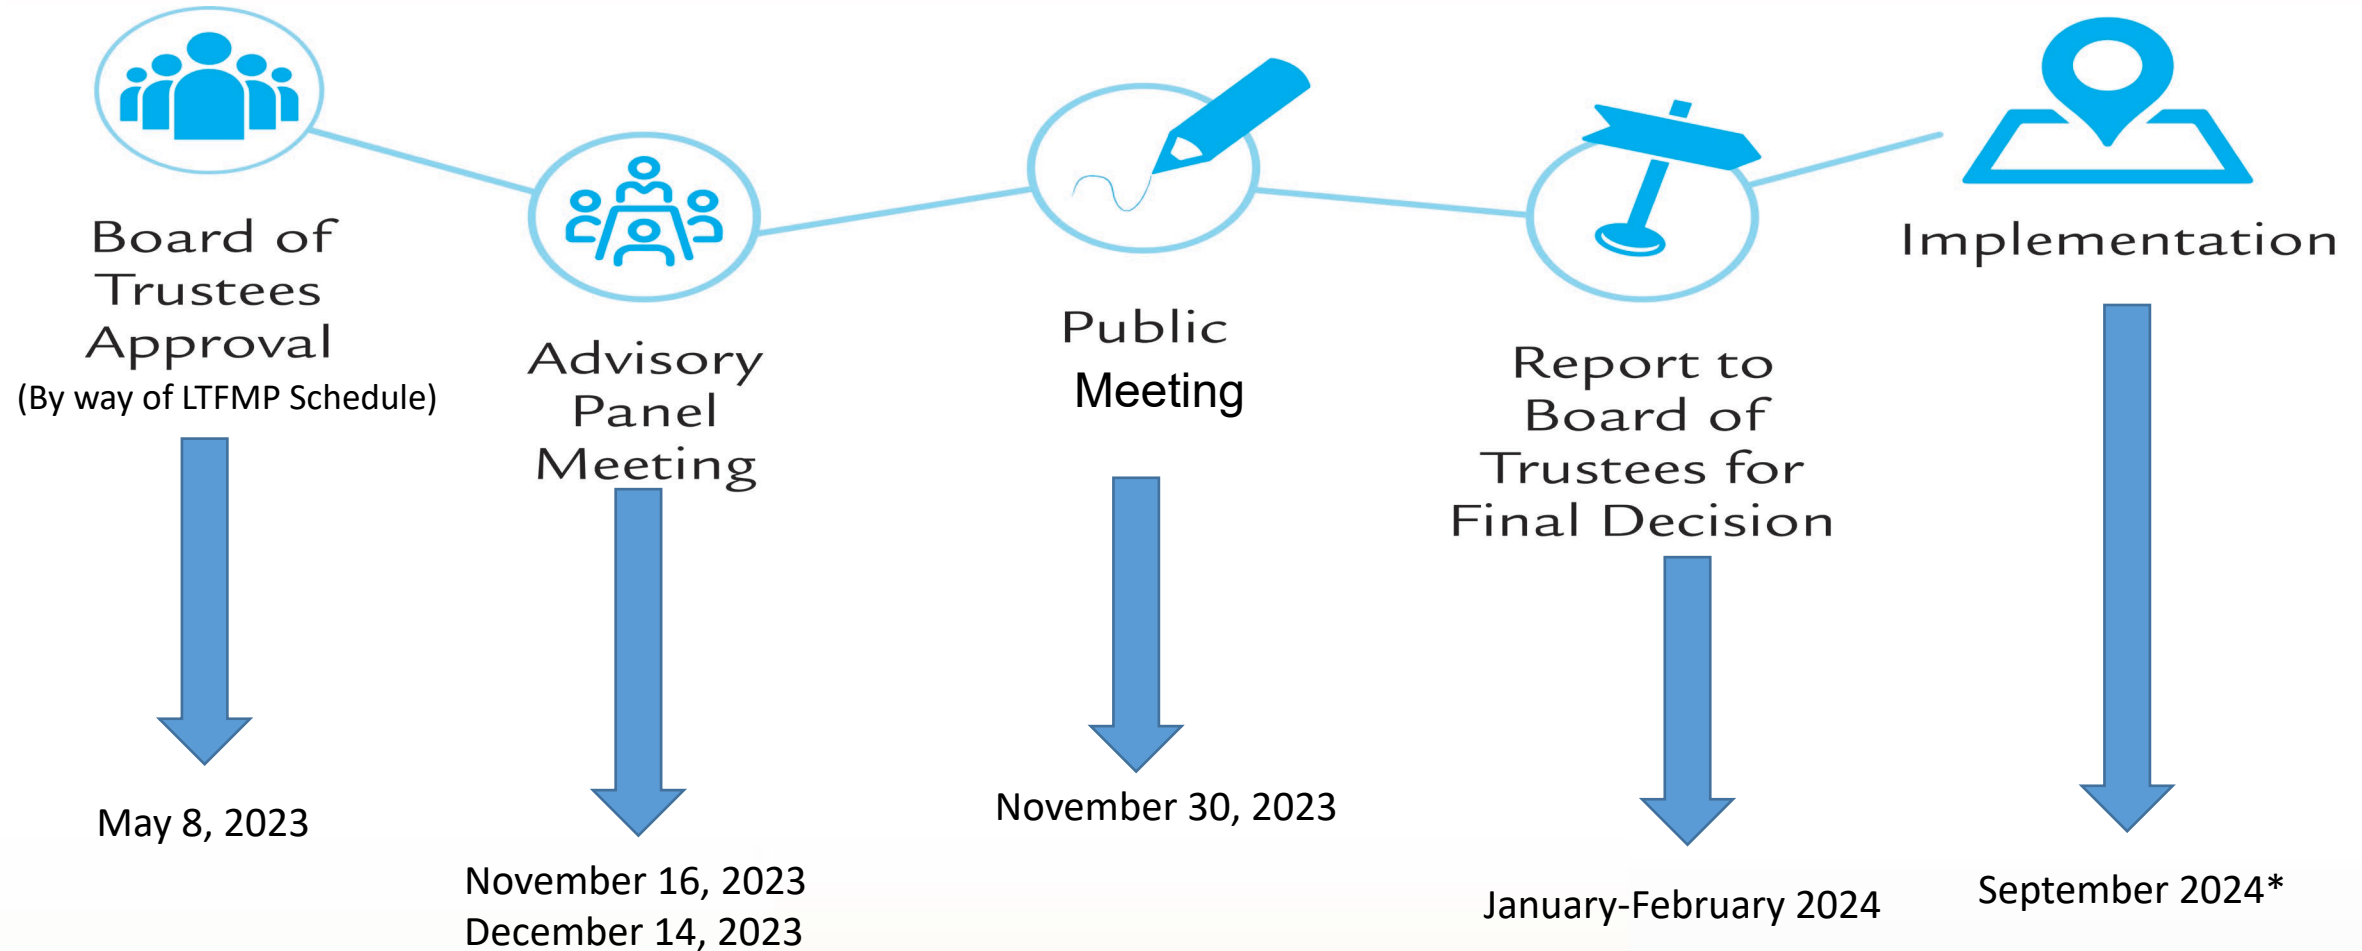 Board of
Trustees
Approval
(By way of LTFMP Schedule)
May 8, 2023
Advisory
Panel
Meeting
November 16, 2023
December 14, 2023
Public
Meeting
November 30, 2023
Report to
Board of
Trustees for
Final Decision
January-February 2024
Implementation
September 2024*